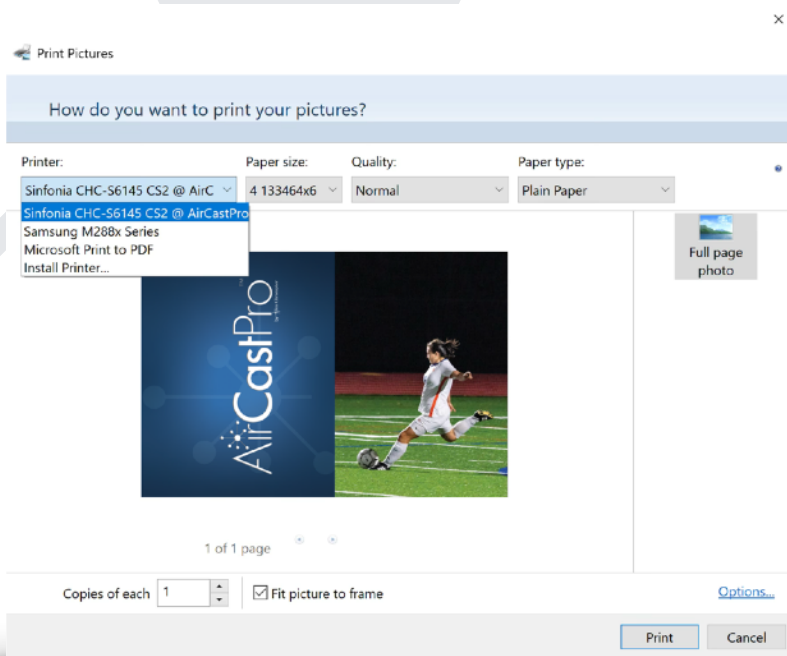 Print Pictures
How do you want to print your pictures?
Printer: Paper size: Quality: Paper type:
Sinfonia CHC-S6145 CS2 @ AirC 4 133464x6 Normal Plain Paper
Sinfonia CHC-S6145 CS2 @ AirCastPro
Samsung M288x Series
Microsoft Print to PDF
Install Printer...
Full page
photo
AirCastPro
1 of 1 page
Copies of each 1 Fit picture to frame Options...
Print Cancel